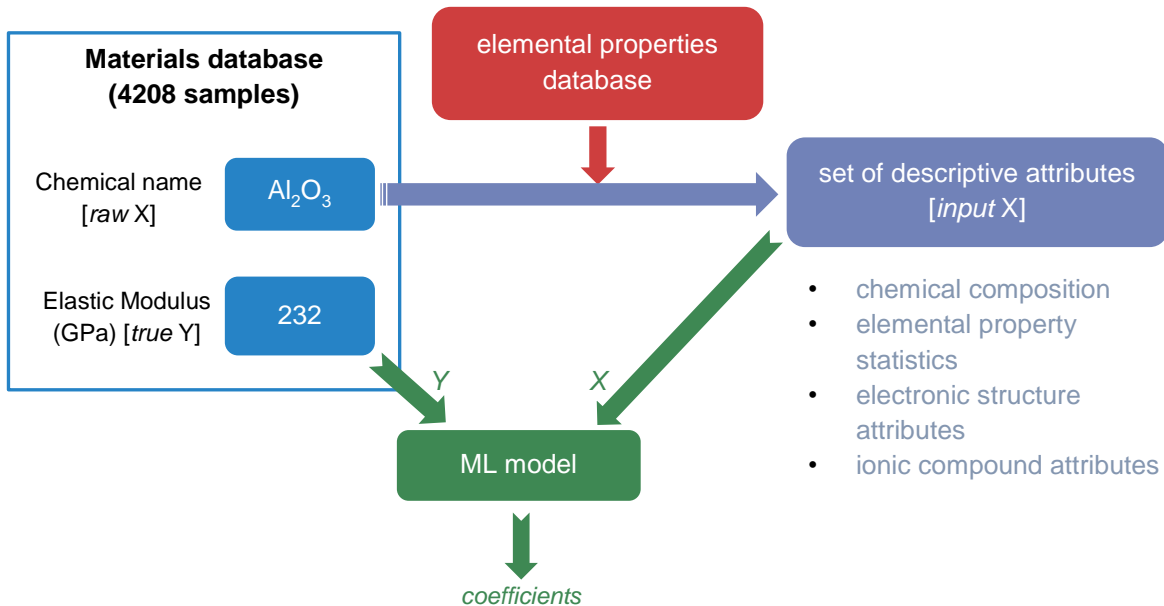 Materials database
(4208 samples)
Chemical name
[raw X]
Al₂O₃
Elastic Modulus
(GPa) [true Y]
232
elemental properties
database
set of descriptive attributes
[input X]
• chemical composition
• elemental property
statistics
• electronic structure
attributes
• ionic compound attributes
Y
X
ML model
coefficients